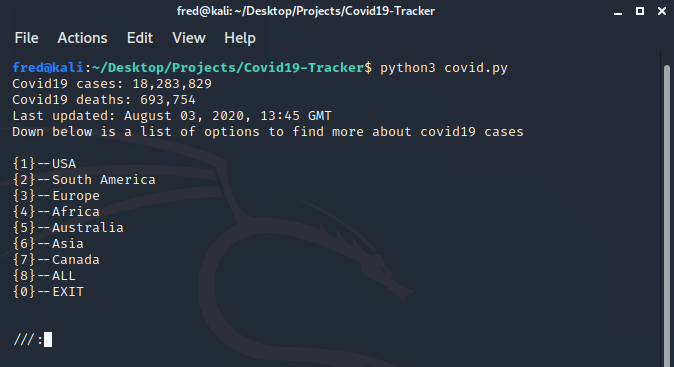 fred@kali: ~/Desktop/Projects/Covid19-Tracker
File Actions Edit View Help
fred@kali:~/Desktop/Projects/Covid19-Tracker$ python3 covid.py
Covid19 cases: 18,283,829
Covid19 deaths: 693,754
Last updated: August 03, 2020, 13:45 GMT
Down below is a list of options to find more about covid19 cases
{1}--USA
{2}--South America
{3}--Europe
{4}--Africa
{5}--Australia
{6}--Asia
{7}--Canada
{8}--ALL
{0}--EXIT
///: